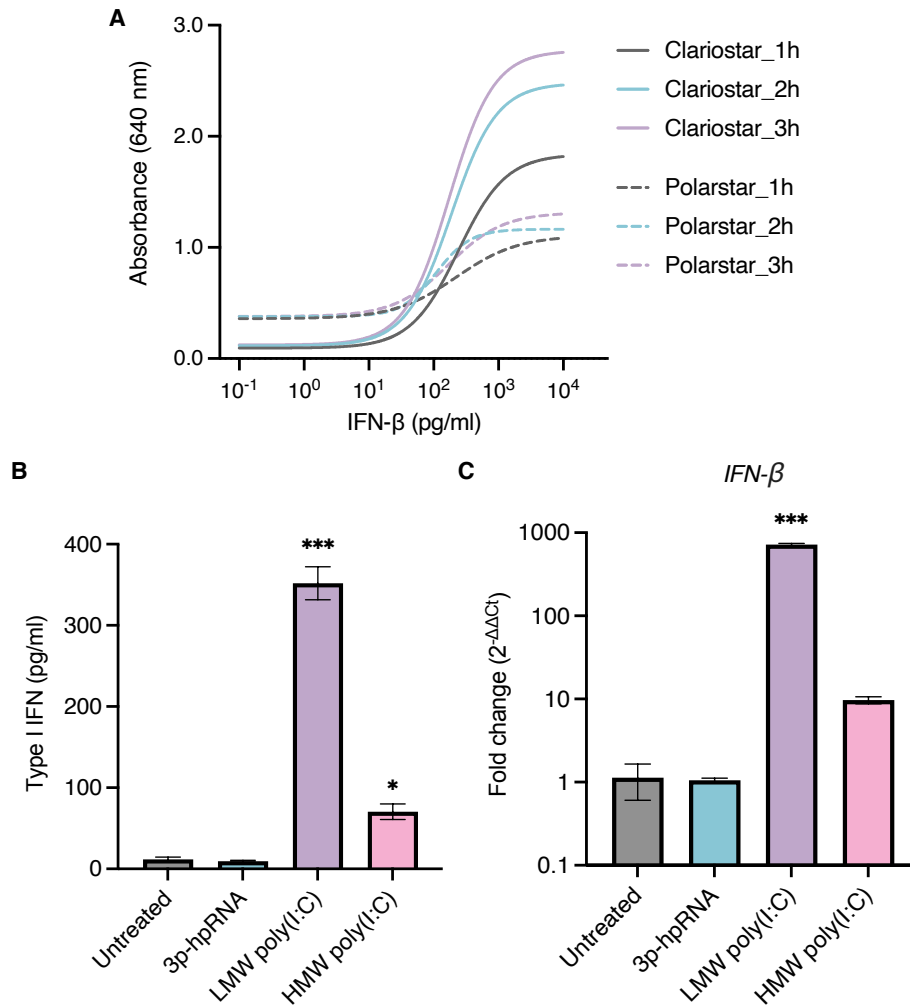 A
3.0
2.0
1.0
0.0
Absorbance (640 nm)
10⁻¹ 10⁰ 10¹ 10² 10³ 10⁴
IFN-β (pg/ml)
Clariostar_1h
Clariostar_2h
Clariostar_3h
Polarstar_1h
Polarstar_2h
Polarstar_3h
B
400
300
200
100
0
Type I IFN (pg/ml)
***
*
Untreated
3p-hpRNA
LMW poly(I:C)
HMW poly(I:C)
C
IFN-β
1000
100
10
1
0.1
Fold change (2^-ΔΔCt)
***
Untreated
3p-hpRNA
LMW poly(I:C)
HMW poly(I:C)